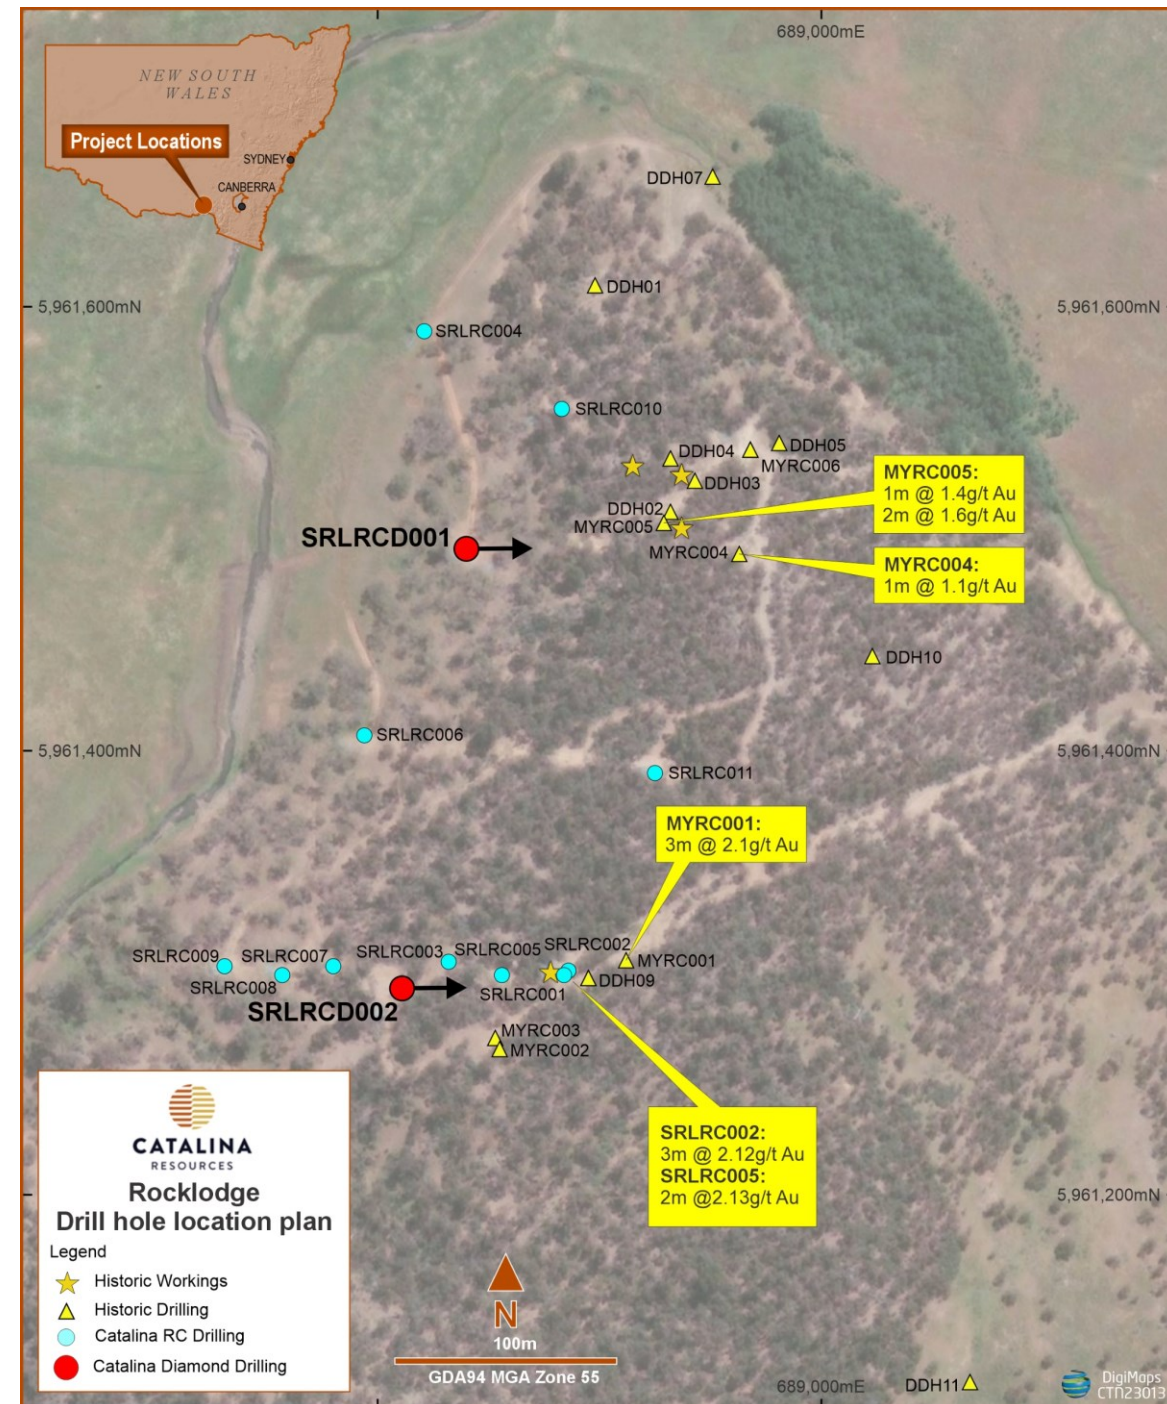 689,000mE
NEW SOUTH
WALES
Project Locations
SYDNEY
CANBERRA
DDH07
DDH01
5,961,600mN
5,961,600mN
SRLRC004
SRLRC010
DDH04
DDH05
MYRC006
DDH03
DDH02
MYRC005
MYRC005:
1m @ 1.4g/t Au
2m @ 1.6g/t Au
SRLRCD001
MYRC004
MYRC004:
1m @ 1.1g/t Au
DDH10
SRLRC006
5,961,400mN
5,961,400mN
SRLRC011
MYRC001:
3m @ 2.1g/t Au
SRLRC009
SRLRC007
SRLRC003
SRLRC005
SRLRC002
MYRC001
SRLRC008
SRLRC001
DDH09
SRLRCD002
MYRC003
MYRC002
SRLRC002:
3m @ 2.12g/t Au
SRLRC005:
2m @2.13g/t Au
5,961,200mN
CATALINA
RESOURCES
Rocklodge
Drill hole location plan
Legend
Historic Workings
Historic Drilling
Catalina RC Drilling
Catalina Diamond Drilling
N
100m
GDA94 MGA Zone 55
689,000mE
DDH11
DigiMaps
CTN23013